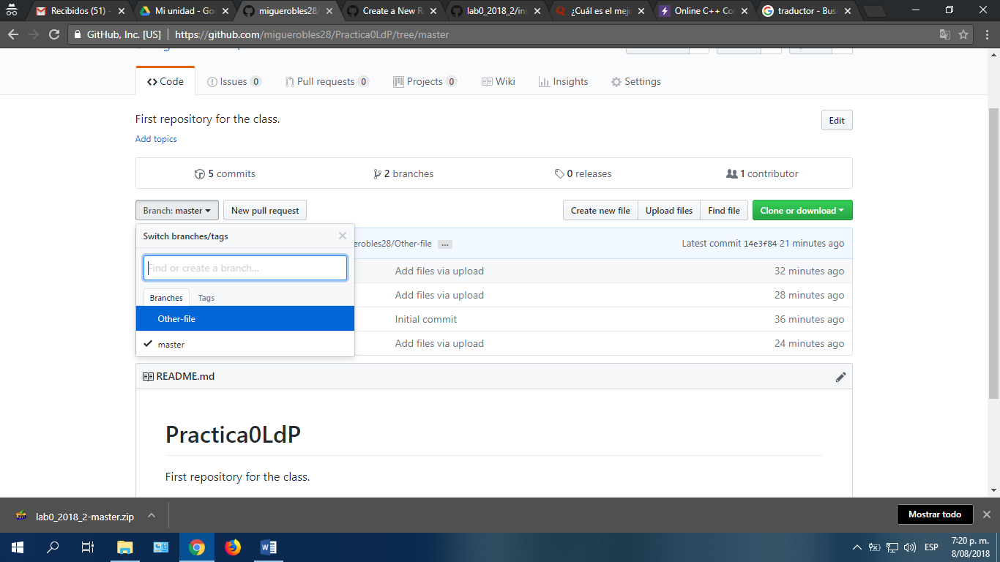 Recibidos (51) -
Mi unidad - Goo
miguerobles28/
Create a New R
lab0_2018_2/ins
¿Cuál es el mej
Online C++ Co
traductor - Bus
GitHub, Inc. [US] | https://github.com/miguerobles28/Practica0LdP/tree/master
Code
Issues 0
Pull requests 0
Projects 0
Wiki
Insights
Settings
First repository for the class.
Edit
Add topics
5 commits
2 branches
0 releases
1 contributor
Branch: master
New pull request
Create new file
Upload files
Find file
Clone or download
Switch branches/tags
erobles28/Other-file ...
Latest commit 14e3f84 21 minutes ago
Find or create a branch...
Add files via upload
32 minutes ago
Branches
Tags
Add files via upload
28 minutes ago
Other-file
Initial commit
36 minutes ago
master
Add files via upload
24 minutes ago
README.md
Practica0LdP
First repository for the class.
lab0_2018_2-master.zip
Mostrar todo
ESP
7:20 p. m.
8/08/2018